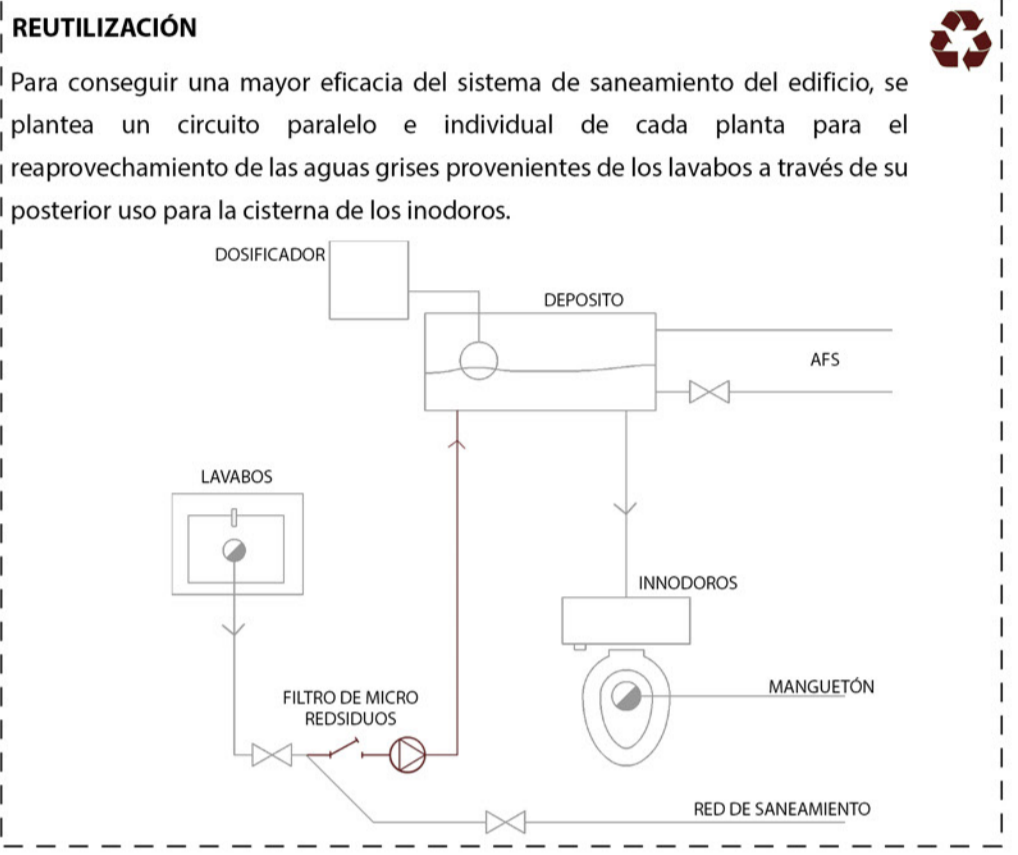 REUTILIZACIÓN
Para conseguir una mayor eficacia del sistema de saneamiento del edificio, se
plantea un circuito paralelo e individual de cada planta para el
reaprovechamiento de las aguas grises provenientes de los lavabos a través de su
posterior uso para la cisterna de los inodoros.
DOSIFICADOR
DEPOSITO
AFS
LAVABOS
INNODOROS
MANGUETÓN
FILTRO DE MICRO
REDSIDUOS
RED DE SANEAMIENTO